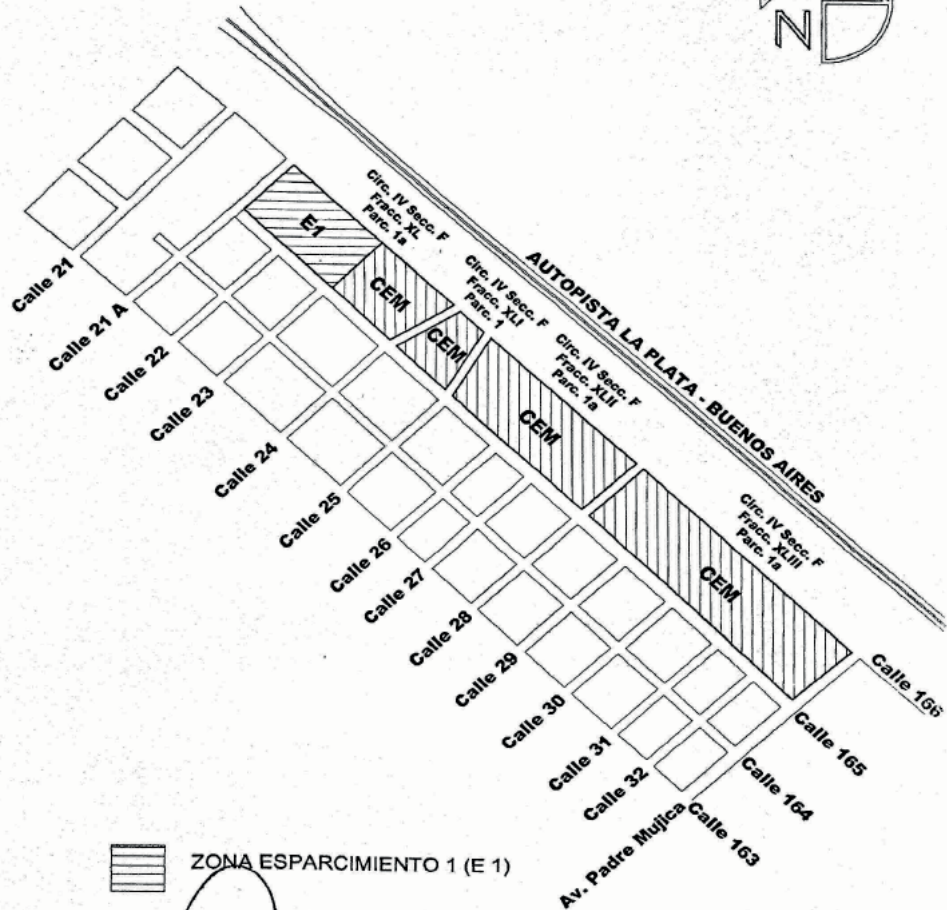 N
Circ. IV Secc. F
Fracc. XL
Parc. 1a
E1
CEM
Circ. IV Secc. F
Fracc. XLI
Parc. 1
CEM
AUTOPISTA LA PLATA - BUENOS AIRES
Circ. IV Secc. F
Fracc. XLII
Parc. 1a
CEM
Circ. IV Secc. F
Fracc. XLIII
Parc. 1a
CEM
Calle 21
Calle 21 A
Calle 22
Calle 23
Calle 24
Calle 25
Calle 26
Calle 27
Calle 28
Calle 29
Calle 30
Calle 31
Calle 32
Av. Padre Mujica
Calle 163
Calle 164
Calle 165
Calle 166
ZONA ESPARCIMIENTO 1 (E 1)